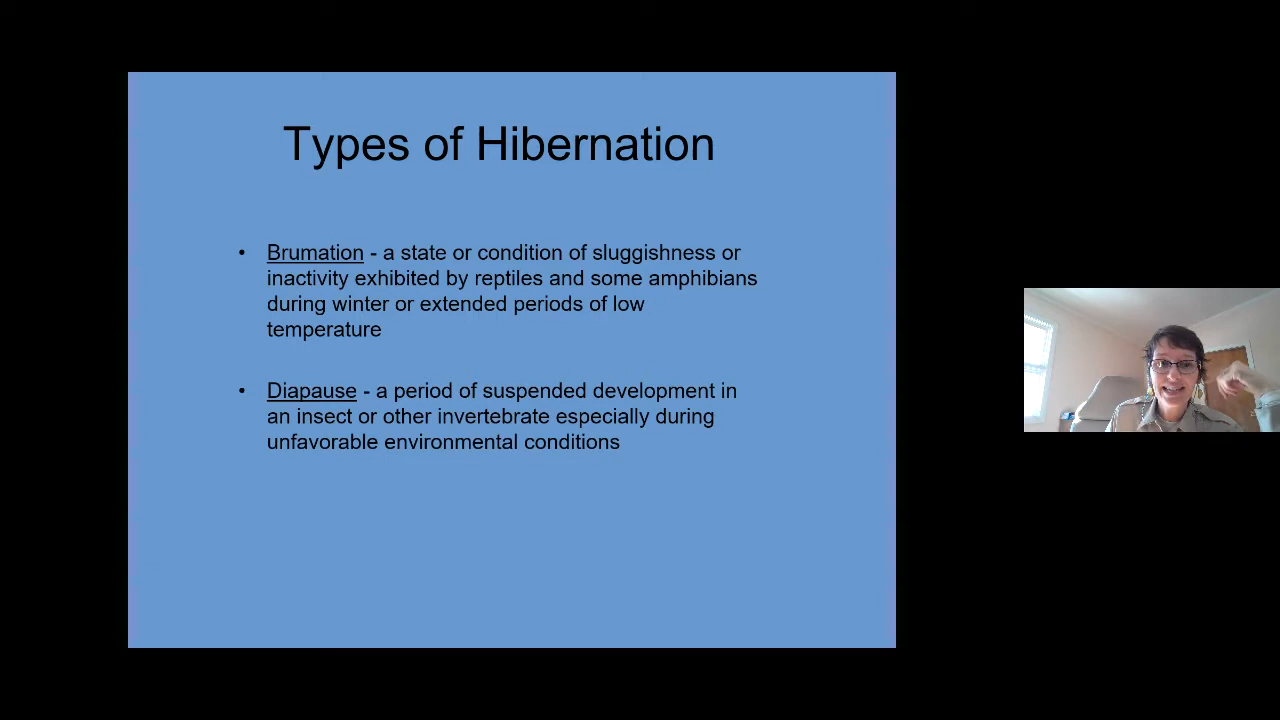 Types of Hibernation
• Brumation - a state or condition of sluggishness or
inactivity exhibited by reptiles and some amphibians
during winter or extended periods of low
temperature
• Diapause - a period of suspended development in
an insect or other invertebrate especially during
unfavorable environmental conditions